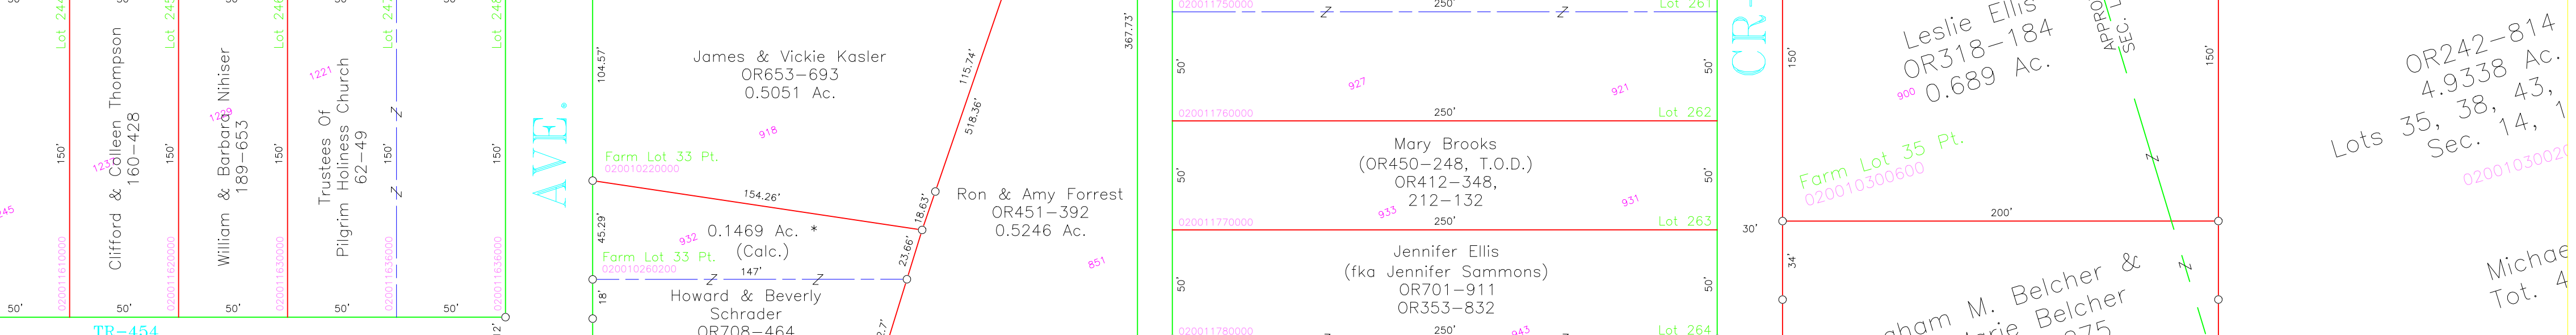 50'
50'
50'
50'
Lot 244
Lot 245
Lot 246
Lot 247
Lot 248
Clifford & Calleen Thompson
160-428
1237
150'
020011610000
William & Barbara Nihiser
189-653
1229
150'
020011620000
1221
Trustees Of
Pilgrim Holiness Church
62-49
150'
020011630000
150'
Z
Z
020011636000
150'
020011636000
245
50'
50'
50'
50'
50'
TR-454
12'
AVE.
104.57'
James & Vickie Kasler
OR653-693
0.5051 Ac.
918
115.74'
518.36'
367.73'
Farm Lot 33 Pt.
020010220000
154.26'
18.63'
Ron & Amy Forrest
OR451-392
0.5246 Ac.
851
45.29'
932
0.1469 Ac. *
(Calc.)
23.66'
Farm Lot 33 Pt.
020010260200
147'
Z
Z
18'
Howard & Beverly
Schrader
OR708-464
020011750000
250'
Lot 261
Z
Z
50'
927
921
50'
020011760000
250'
Lot 262
Mary Brooks
(OR450-248, T.O.D.)
OR412-348,
212-132
50'
933
931
50'
020011770000
250'
Lot 263
Jennifer Ellis
(fka Jennifer Sammons)
OR701-911
OR353-832
50'
50'
020011780000
250'
943
Lot 264
CR-
150'
Leslie Ellis
OR318-184
0.689 Ac.
900
SEC.
150'
Farm Lot 35 Pt.
020010300600
Z
200'
30'
34'
Z
M. Belcher &
Belcher
OR242-814
4.9338 Ac.
Lots 35, 38, 43,
Sec. 14,
Tot.